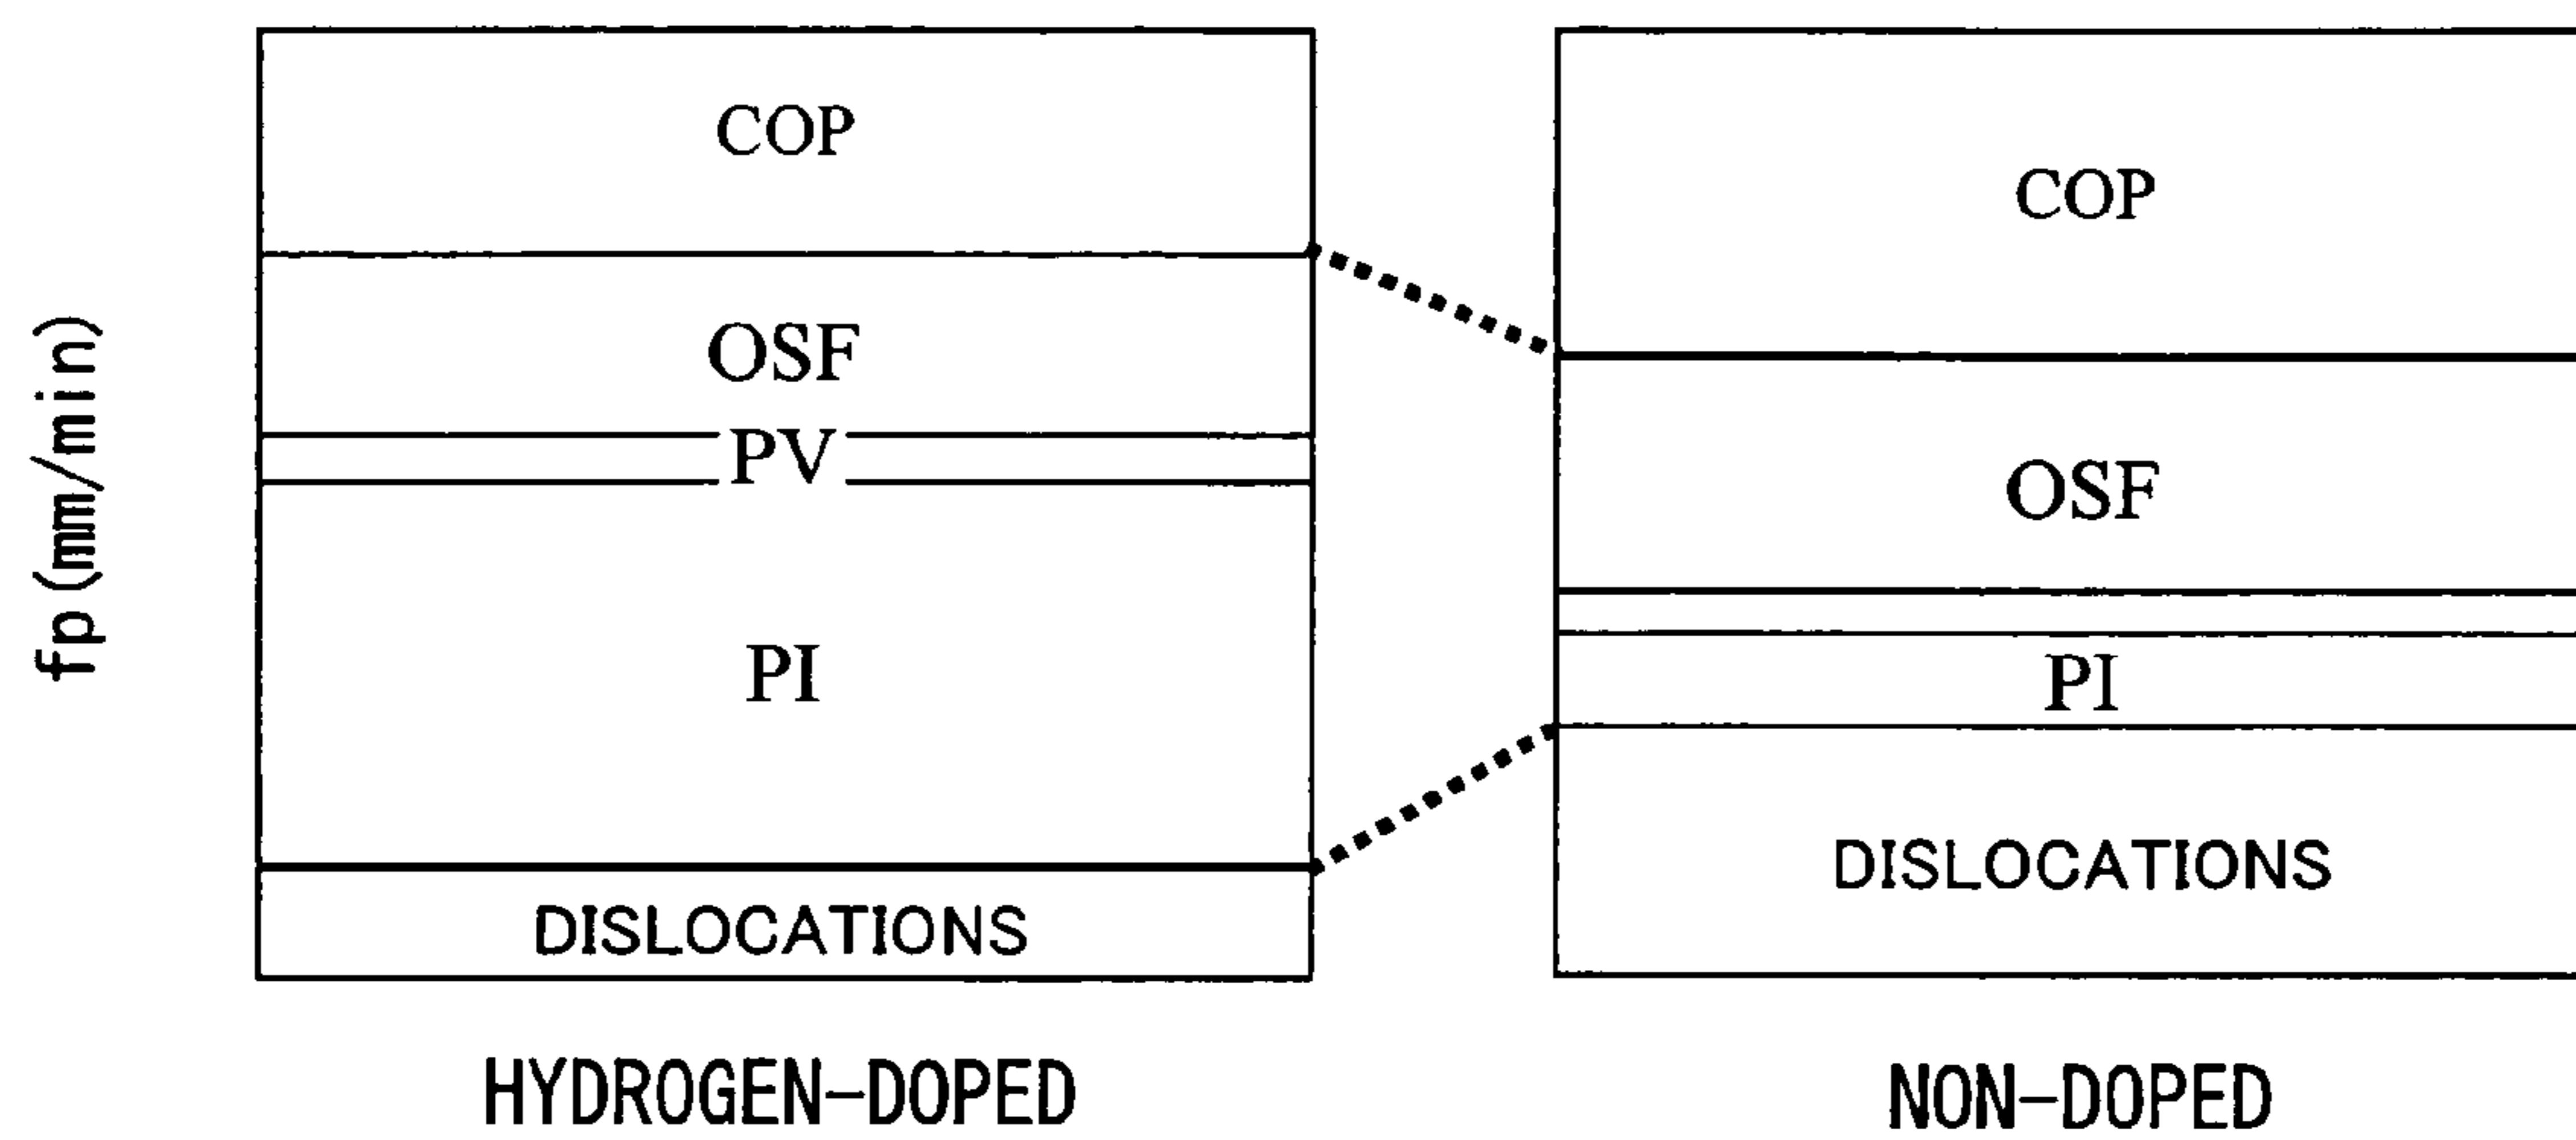 fp(mm/min)
COP
OSF
PV
PI
DISLOCATIONS
HYDROGEN-DOPED
COP
OSF
PI
DISLOCATIONS
NON-DOPED